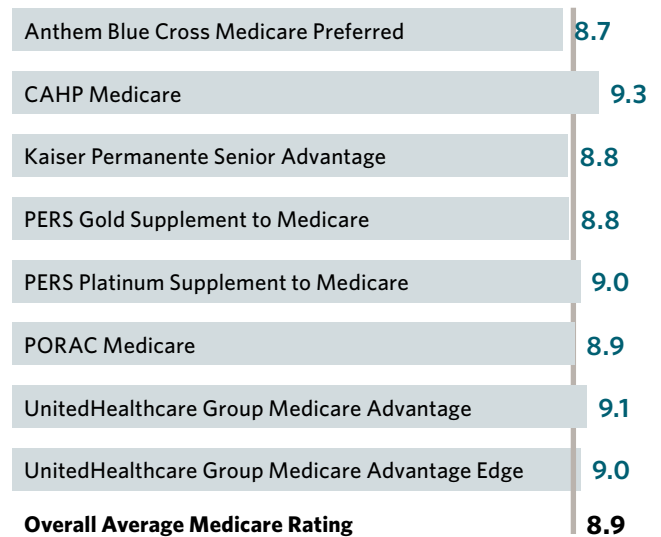 Anthem Blue Cross Medicare Preferred 8.7
CAHP Medicare 9.3
Kaiser Permanente Senior Advantage 8.8
PERS Gold Supplement to Medicare 8.8
PERS Platinum Supplement to Medicare 9.0
PORAC Medicare 8.9
UnitedHealthcare Group Medicare Advantage 9.1
UnitedHealthcare Group Medicare Advantage Edge 9.0
Overall Average Medicare Rating 8.9